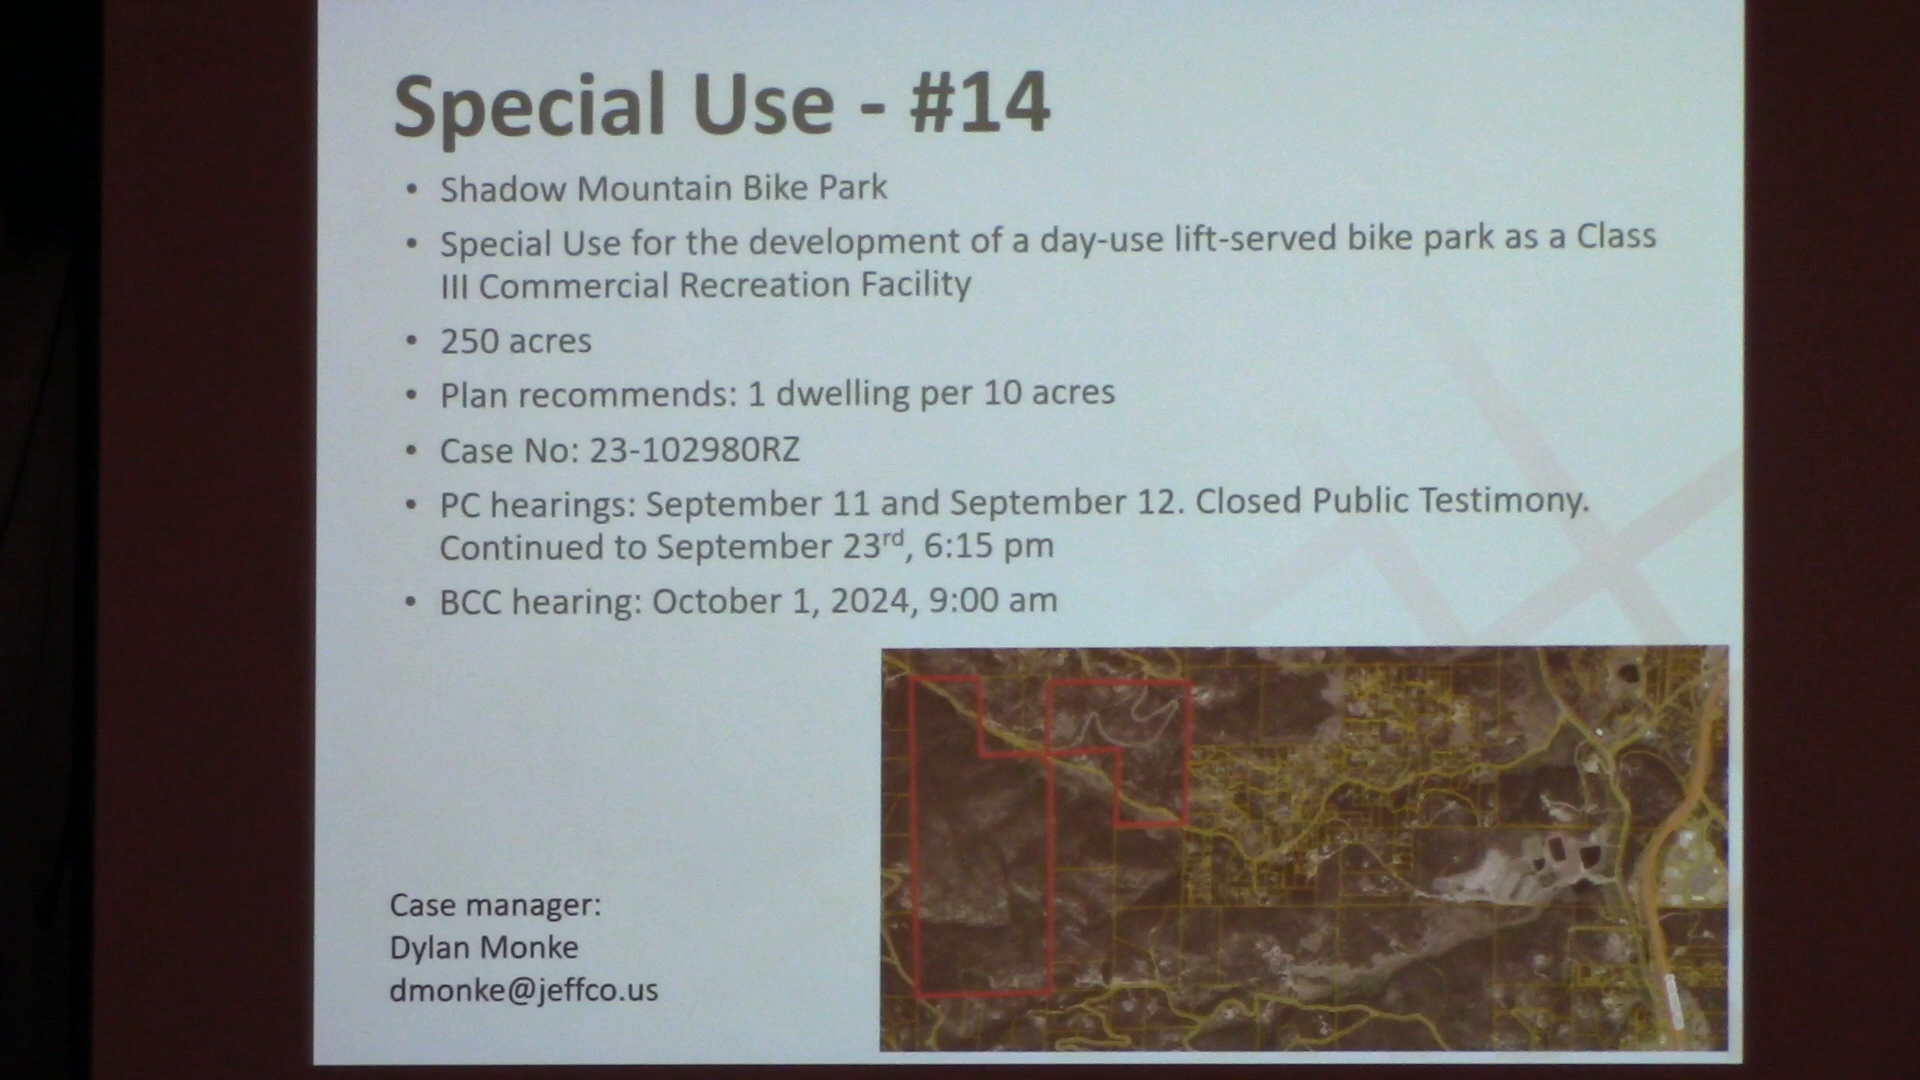 Special Use - #14
• Shadow Mountain Bike Park
• Special Use for the development of a day-use lift-served bike park as a Class
III Commercial Recreation Facility
• 250 acres
• Plan recommends: 1 dwelling per 10 acres
• Case No: 23-102980RZ
• PC hearings: September 11 and September 12. Closed Public Testimony.
Continued to September 23rd, 6:15 pm
• BCC hearing: October 1, 2024, 9:00 am
Case manager:
Dylan Monke
dmonke@jeffco.us